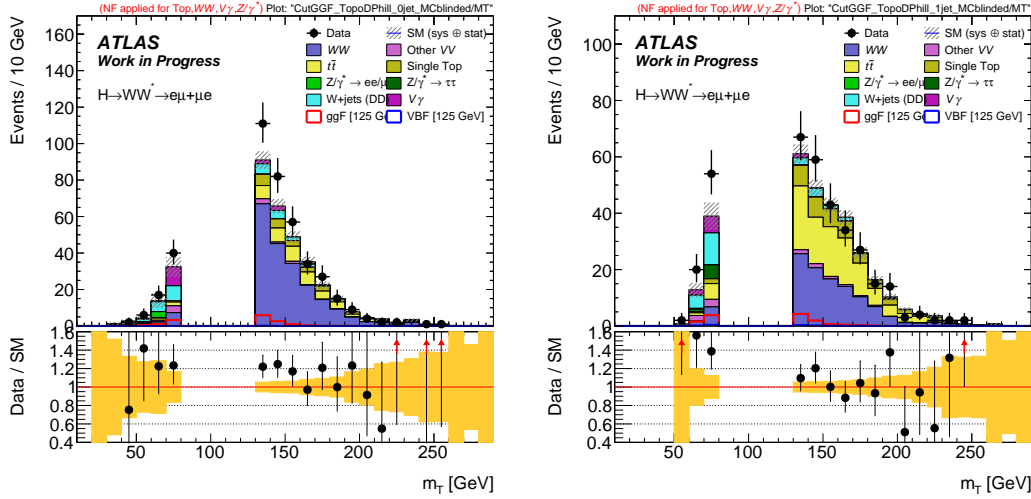 (NF applied for Top,WW,Vγ,Z/γ*) Plot: "CutGGF_TopoDPhill_0jet_MCblinded/MT"
Events / 10 GeV
160
140
120
100
80
60
40
20
0
ATLAS
Work in Progress
H→WW*→eμ+μe
Data
SM (sys ⊕ stat)
WW
Other VV
tt̄
Single Top
Z/γ* → ee/μ
Z/γ* → ττ
W+jets (DD)
Vγ
ggF [125 Ge
VBF [125 GeV]
Data / SM
1.6
1.4
1.2
1
0.8
0.6
0.4
50 100 150 200 250
m_T [GeV]
(NF applied for Top,WW,Vγ,Z/γ*) Plot: "CutGGF_TopoDPhill_1jet_MCblinded/MT"
Events / 10 GeV
100
80
60
40
20
0
ATLAS
Work in Progress
H→WW*→eμ+μe
Data
SM (sys ⊕ stat)
WW
Other VV
tt̄
Single Top
Z/γ* → ee/μ
Z/γ* → ττ
W+jets (DD)
Vγ
ggF [125 Ge
VBF [125 GeV]
Data / SM
1.6
1.4
1.2
1
0.8
0.6
0.4
50 100 150 200 250
m_T [GeV]